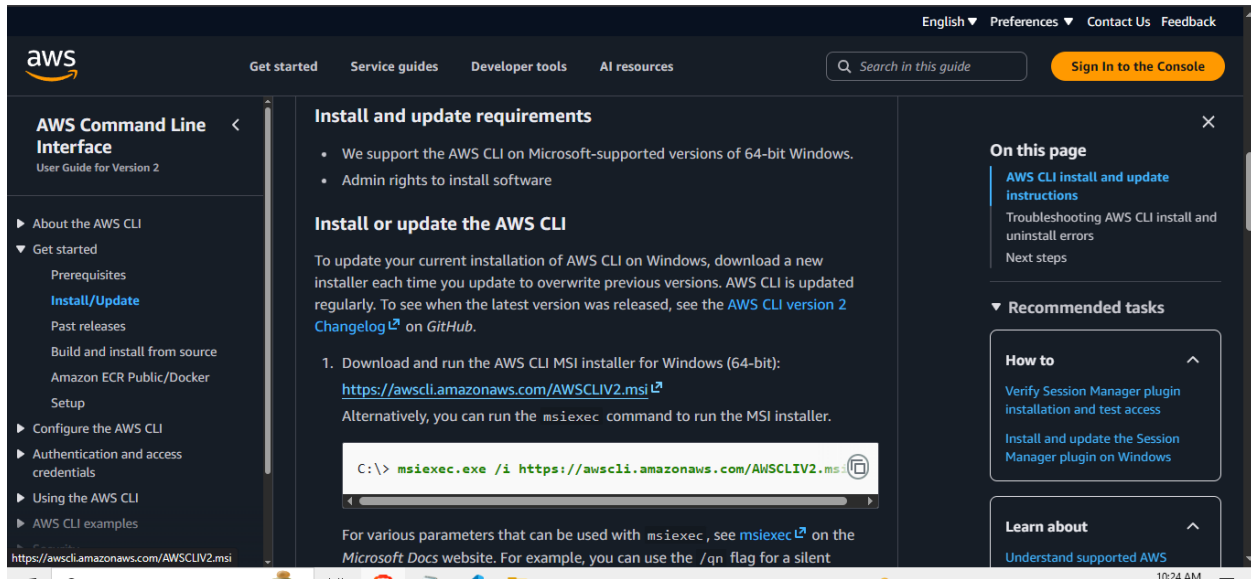 English Preferences Contact Us Feedback
aws
Get started Service guides Developer tools AI resources
Search in this guide
Sign In to the Console
AWS Command Line
Interface
User Guide for Version 2
About the AWS CLI
Get started
Prerequisites
Install/Update
Past releases
Build and install from source
Amazon ECR Public/Docker
Setup
Configure the AWS CLI
Authentication and access
credentials
Using the AWS CLI
AWS CLI examples
https://awscli.amazonaws.com/AWSCLIV2.msi
Install and update requirements
• We support the AWS CLI on Microsoft-supported versions of 64-bit Windows.
• Admin rights to install software
Install or update the AWS CLI
To update your current installation of AWS CLI on Windows, download a new
installer each time you update to overwrite previous versions. AWS CLI is updated
regularly. To see when the latest version was released, see the AWS CLI version 2
Changelog on GitHub.
1. Download and run the AWS CLI MSI installer for Windows (64-bit):
https://awscli.amazonaws.com/AWSCLIV2.msi
Alternatively, you can run the msiexec command to run the MSI installer.
C:\> msiexec.exe /i https://awscli.amazonaws.com/AWSCLIV2.msi
For various parameters that can be used with msiexec, see msiexec on the
Microsoft Docs website. For example, you can use the /qn flag for a silent
On this page
AWS CLI install and update
instructions
Troubleshooting AWS CLI install and
uninstall errors
Next steps
Recommended tasks
How to
Verify Session Manager plugin
installation and test access
Install and update the Session
Manager plugin on Windows
Learn about
Understand supported AWS
10:24 AM